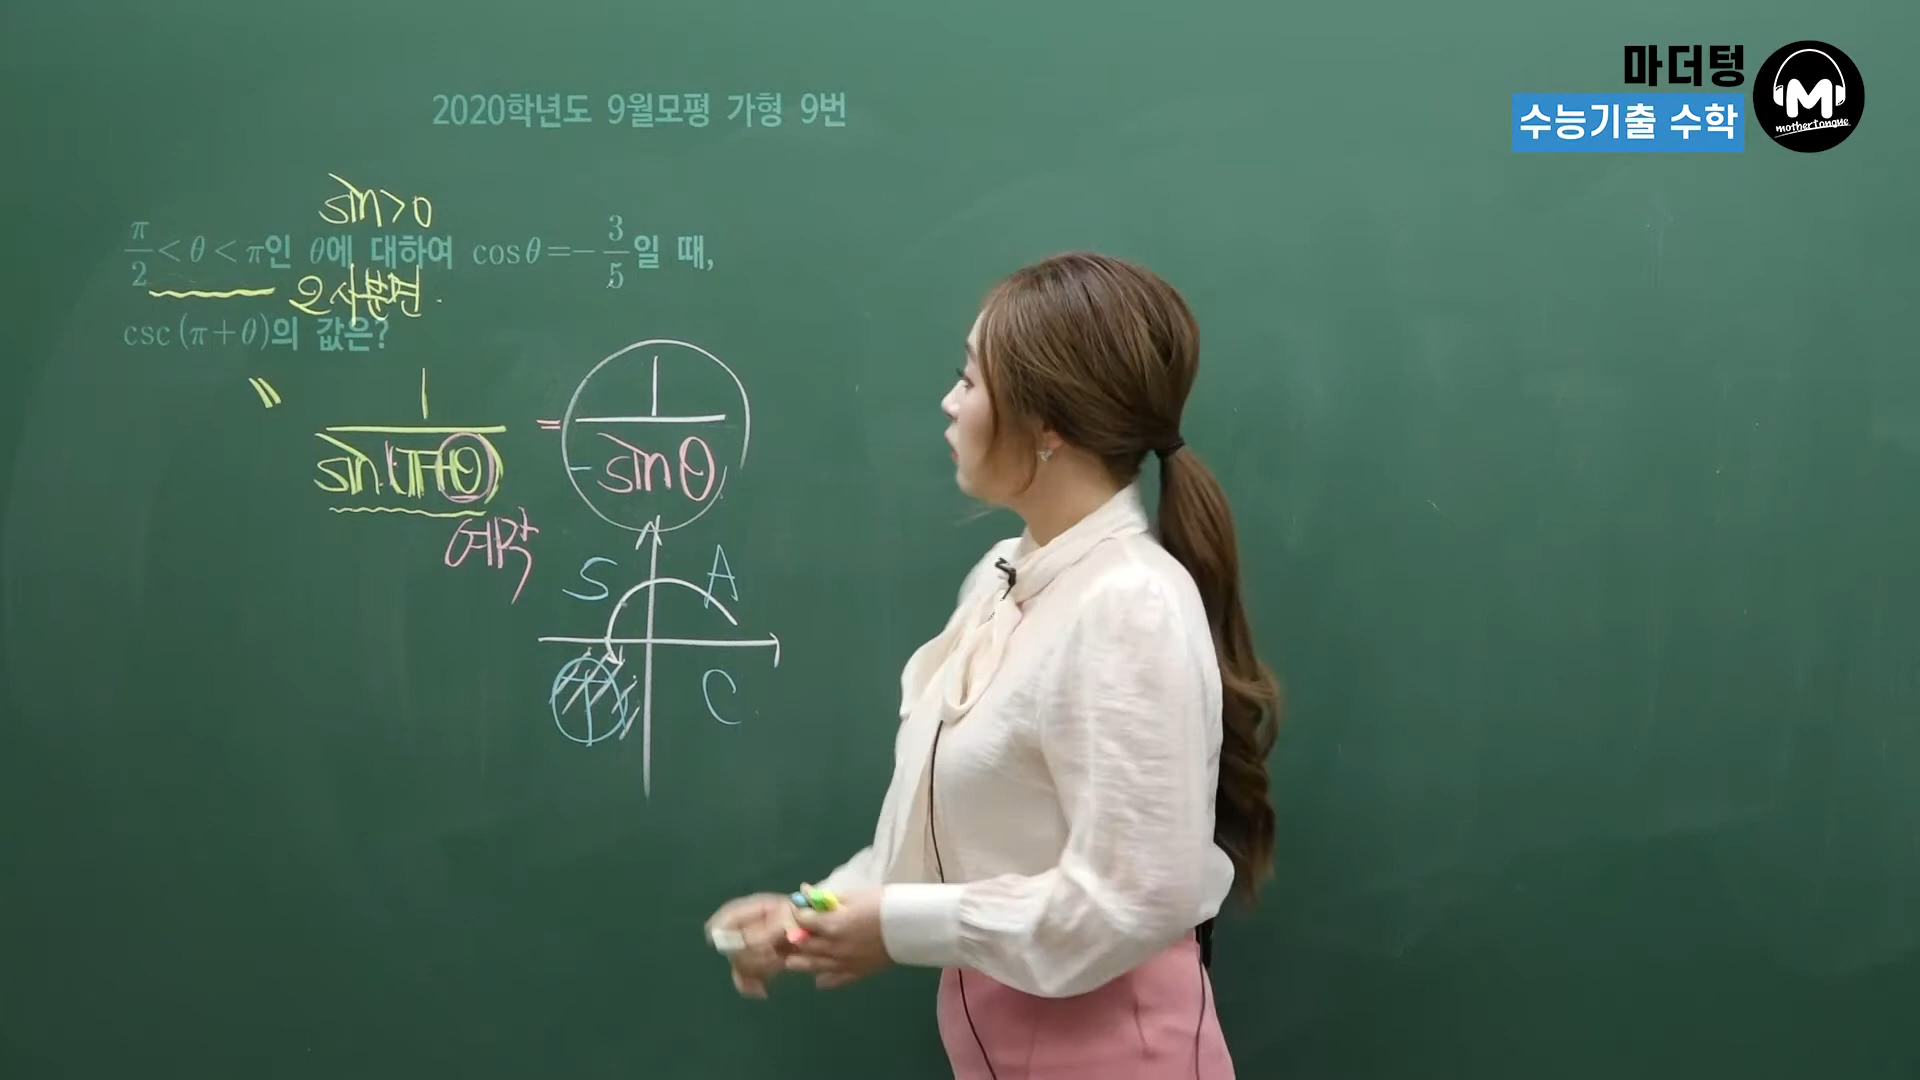 마더텅
수능기출 수학
mothertongue
2020학년도 9월모평 가형 9번
sin>0
π/2<θ<π인 θ에 대하여 cosθ=-3/5일 때,
2사분면
csc(π+θ)의 값은?
1/sin(π+θ) = 1/-sinθ
예각
S A
T C